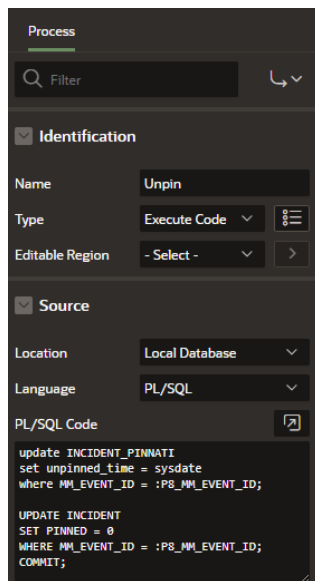 Process
Filter
Identification
Name Unpin
Type Execute Code
Editable Region - Select -
Source
Location Local Database
Language PL/SQL
PL/SQL Code
update INCIDENT_PINNATI
set unpinned_time = sysdate
where MM_EVENT_ID = :P8_MM_EVENT_ID;
UPDATE INCIDENT
SET PINNED = 0
WHERE MM_EVENT_ID = :P8_MM_EVENT_ID;
COMMIT;